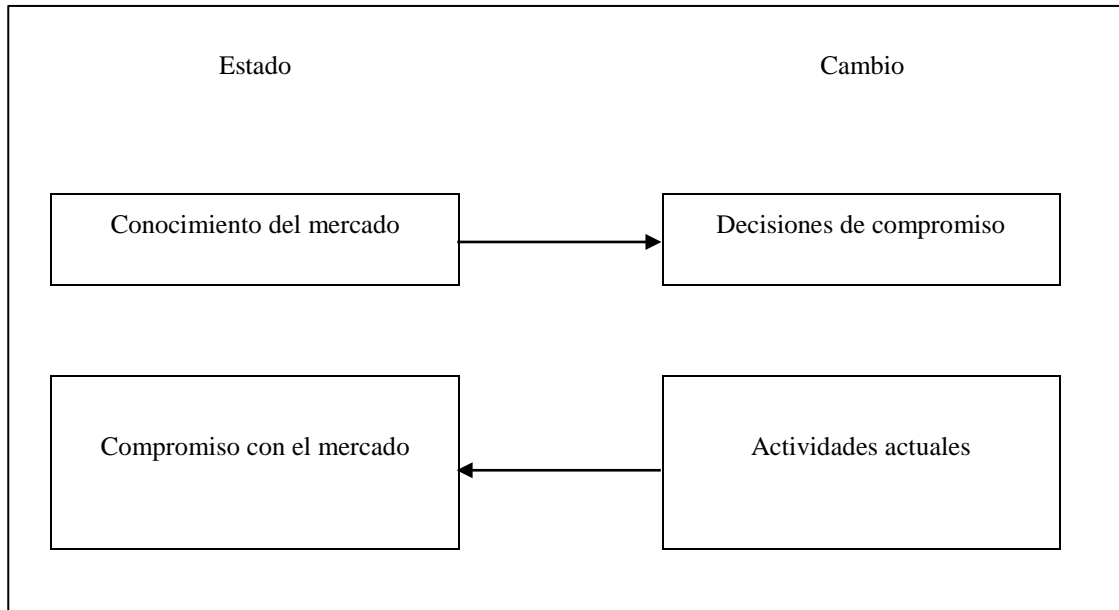 Estado
Cambio
Conocimiento del mercado
Decisiones de compromiso
Compromiso con el mercado
Actividades actuales